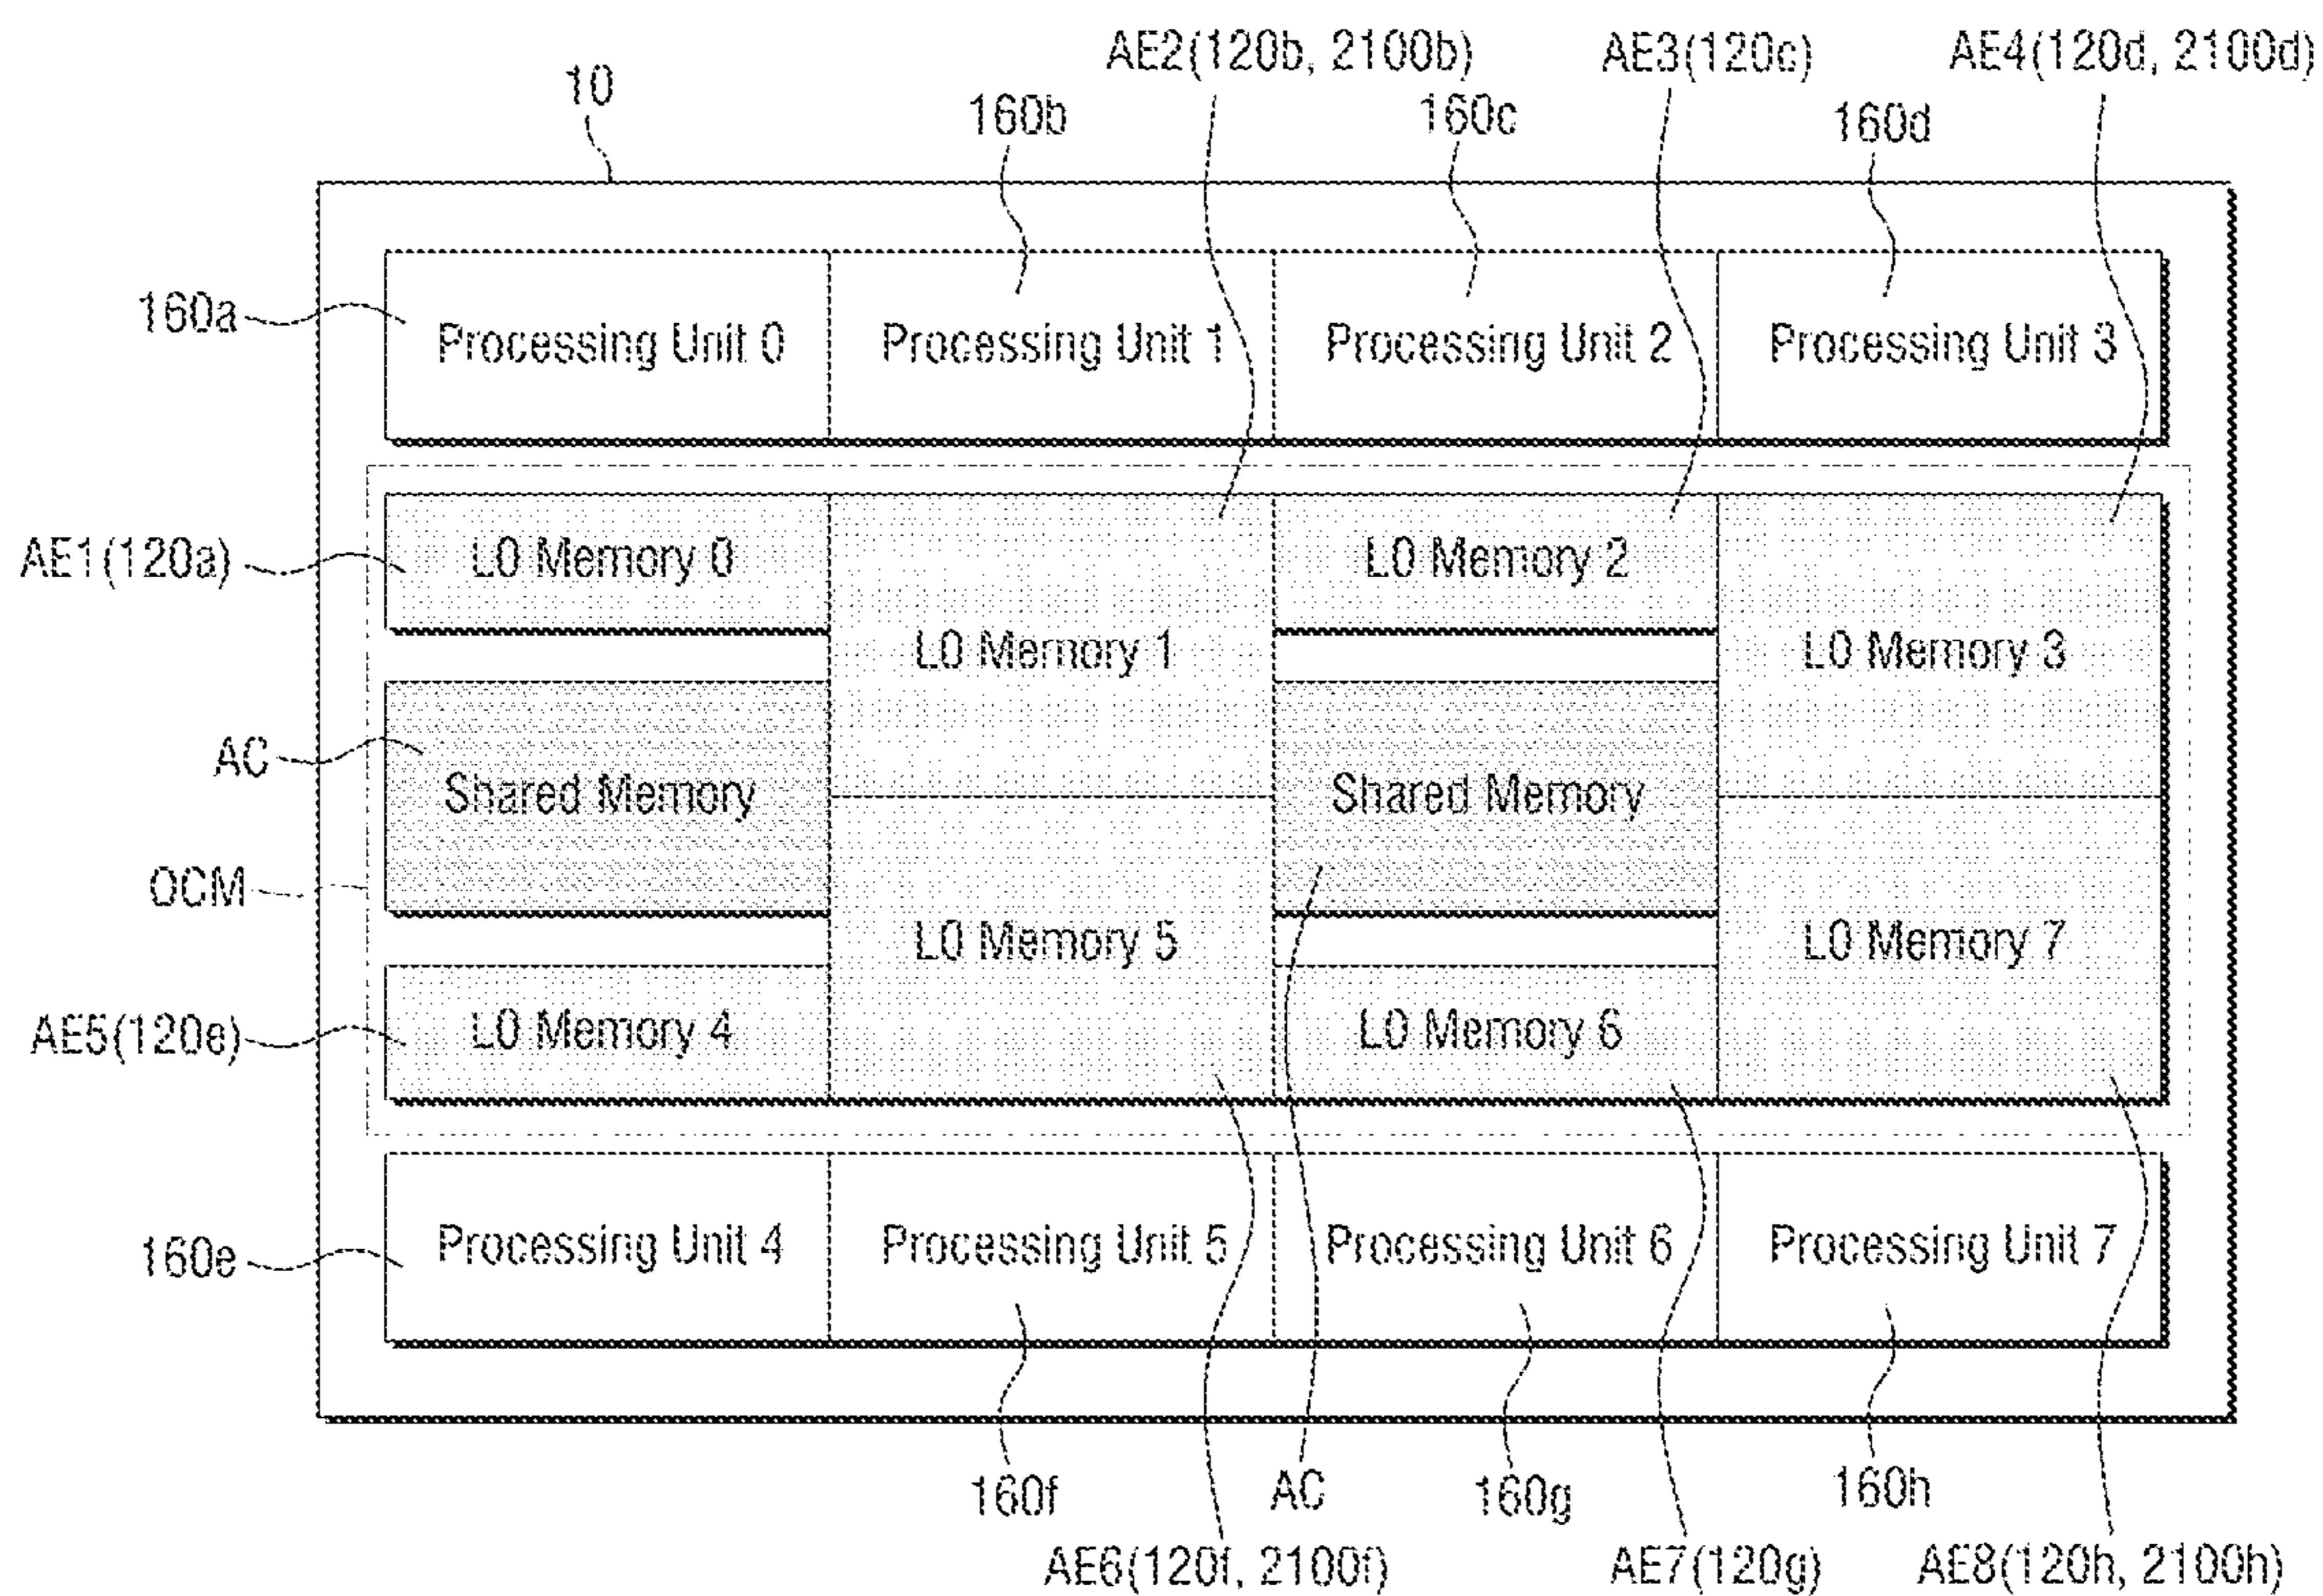 AE2(120b, 2100b)
AE3(120c)
AE4(120d, 2100d)
10
160b
160c
160d
160a
Processing Unit 0
Processing Unit 1
Processing Unit 2
Processing Unit 3
AE1(120a)
L0 Memory 0
L0 Memory 2
L0 Memory 1
L0 Memory 3
AC
Shared Memory
Shared Memory
OCM
L0 Memory 5
L0 Memory 7
AE5(120e)
L0 Memory 4
L0 Memory 6
160e
Processing Unit 4
Processing Unit 5
Processing Unit 6
Processing Unit 7
160f
AC
160g
160h
AE6(120f, 2100f)
AE7(120g)
AE8(120h, 2100h)